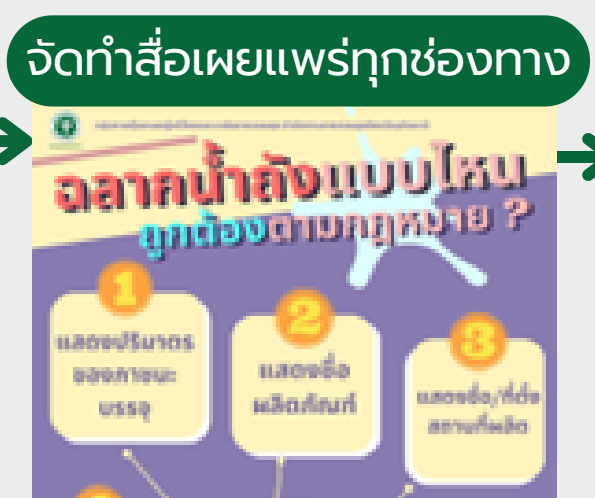 จัดทำสื่อเผยแพร่ทุกช่องทาง
ฉลากน้ำถังแบบไหน
ถูกต้องตามกฎหมาย ?
1
2
3
แสดงปริมาตร
ของภาชนะ
บรรจุ
แสดงชื่อ
ผลิตภัณฑ์
แสดงชื่อ/ที่ตั้ง
สถานที่ผลิต